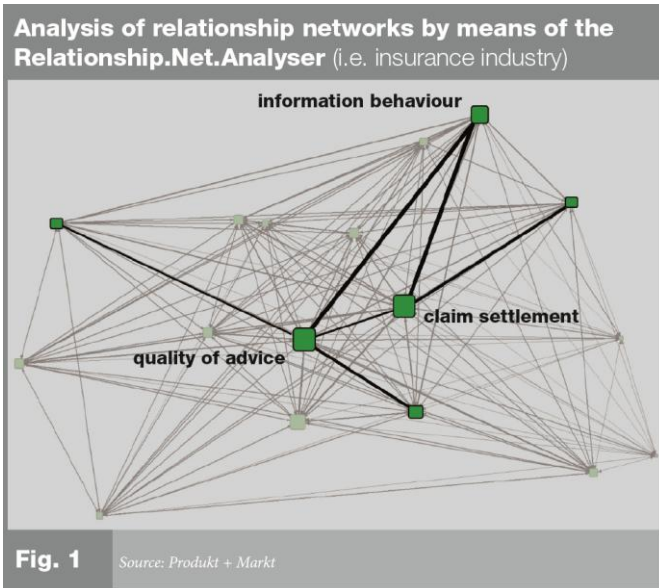 Analysis of relationship networks by means of the
Relationship.Net.Analyser (i.e. insurance industry)
information behaviour
claim settlement
quality of advice
Fig. 1
Source: Produkt + Markt